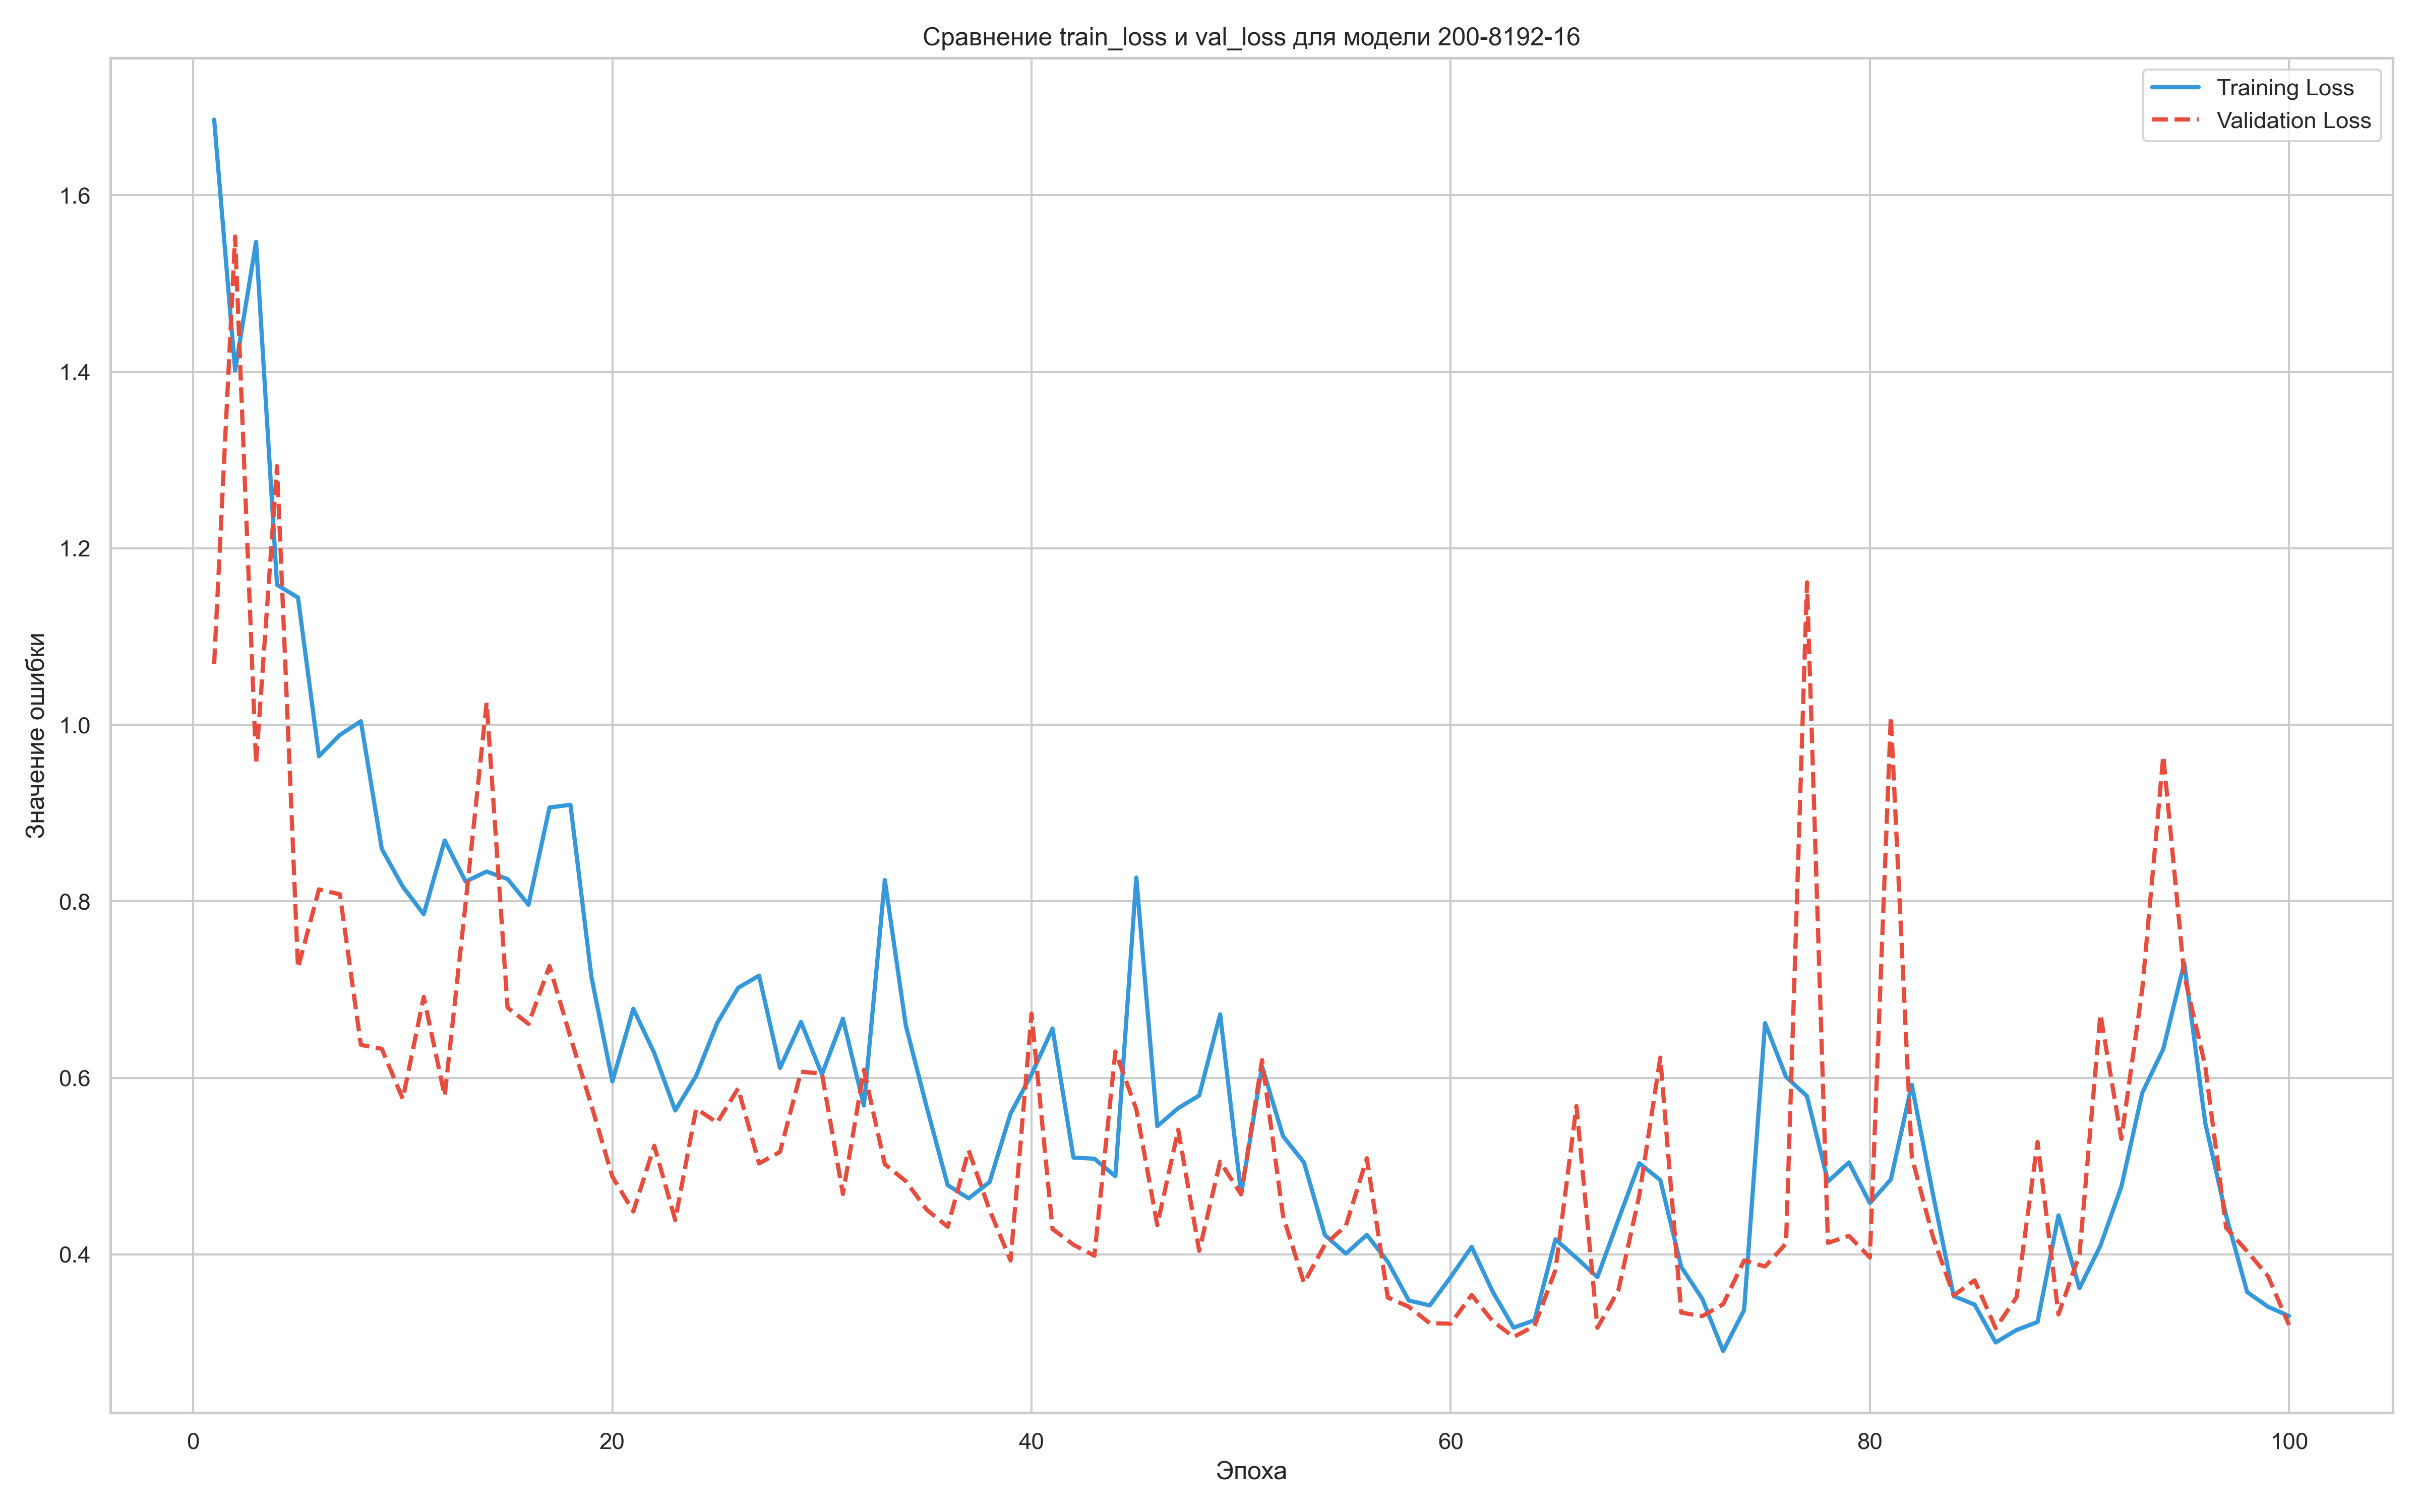 Сравнение train_loss и val_loss для модели 200-8192-16
Training Loss
Validation Loss
Значение ошибки
1.6
1.4
1.2
1.0
0.8
0.6
0.4
0 20 40 60 80 100
Эпоха